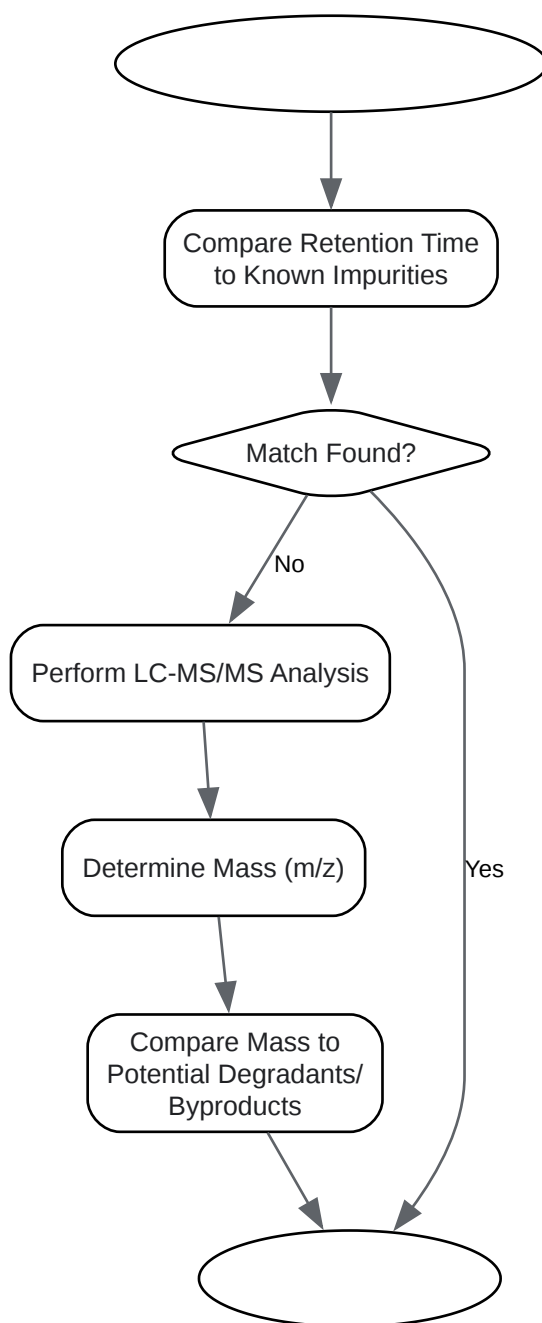 Compare Retention Time
to Known Impurities
Match Found?
No
Perform LC-MS/MS Analysis
Determine Mass (m/z)
Yes
Compare Mass to
Potential Degradants/
Byproducts